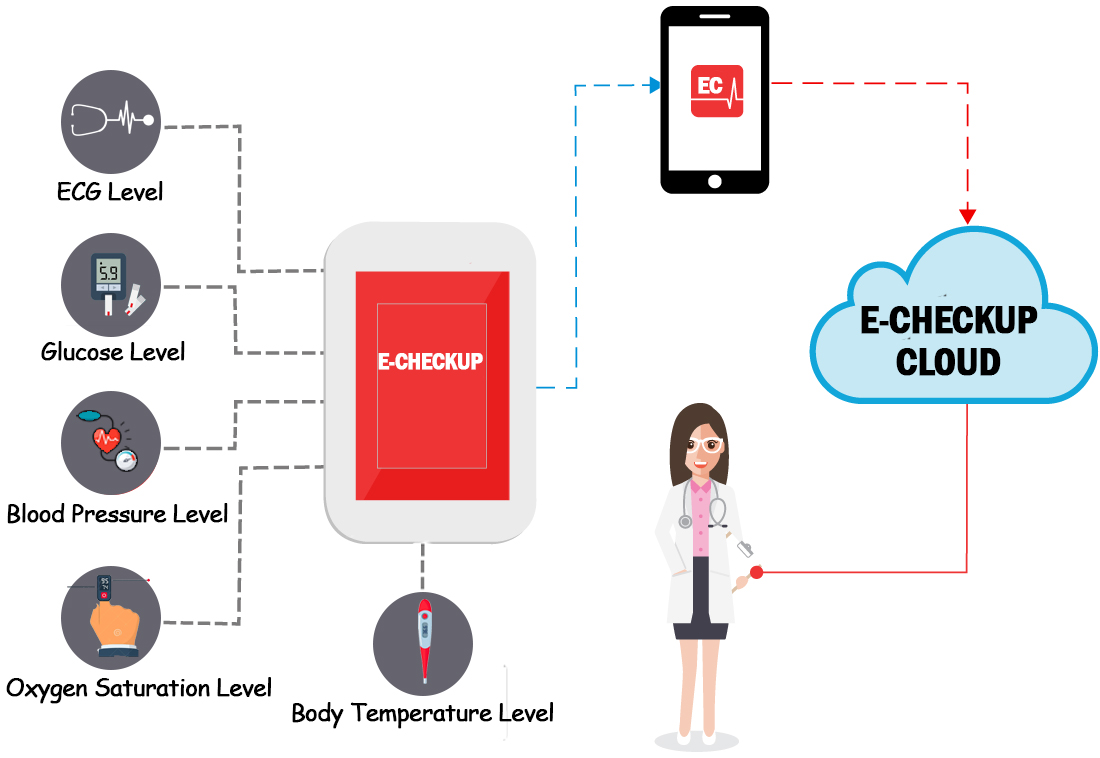 EC
ECG Level
5.9
Glucose Level
E-CHECKUP
E-CHECKUP
CLOUD
Blood Pressure Level
95
74
Oxygen Saturation Level
Body Temperature Level